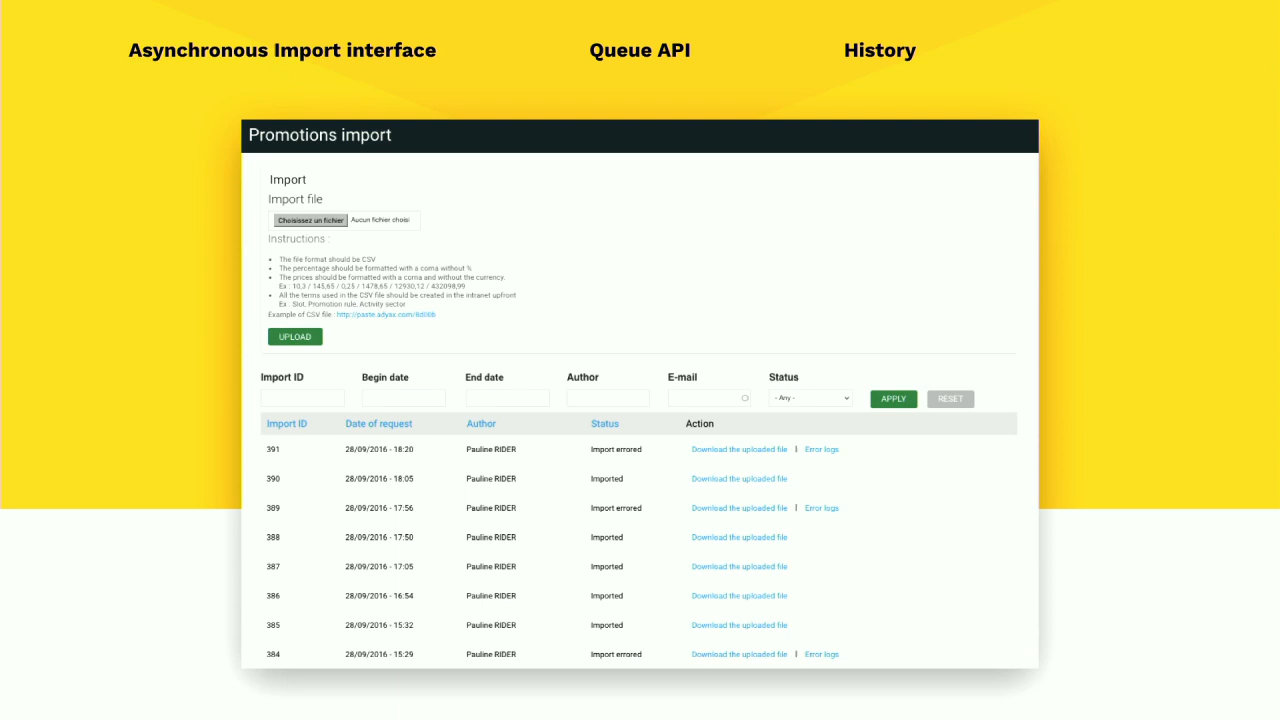 Asynchronous Import interface Queue API History
Promotions import
Import
Import file
Choisissez un fichier Aucun fichier choisi
Instructions :
The file format should be CSV
The percentage should be formatted with a coma without %
The prices should be formatted with a coma and without the currency.
Ex : 10,3 / 145,65 / 0,25 / 1478,65 / 12930,12 / 432098,99
All the terms used in the CSV file should be created in the intranet upfront
Ex : Slot, Promotion rule, Activity sector
Example of CSV file : http://paste.adyax.com/8d00b
UPLOAD
Import ID Begin date End date Author E-mail Status
- Any - APPLY RESET
Import ID Date of request Author Status Action
391 28/09/2016 - 18:20 Pauline RIDER Import errored Download the uploaded file | Error logs
390 28/09/2016 - 18:05 Pauline RIDER Imported Download the uploaded file
389 28/09/2016 - 17:56 Pauline RIDER Import errored Download the uploaded file | Error logs
388 28/09/2016 - 17:50 Pauline RIDER Imported Download the uploaded file
387 28/09/2016 - 17:05 Pauline RIDER Imported Download the uploaded file
386 28/09/2016 - 16:54 Pauline RIDER Imported Download the uploaded file
385 28/09/2016 - 15:32 Pauline RIDER Imported Download the uploaded file
384 28/09/2016 - 15:29 Pauline RIDER Import errored Download the uploaded file | Error logs